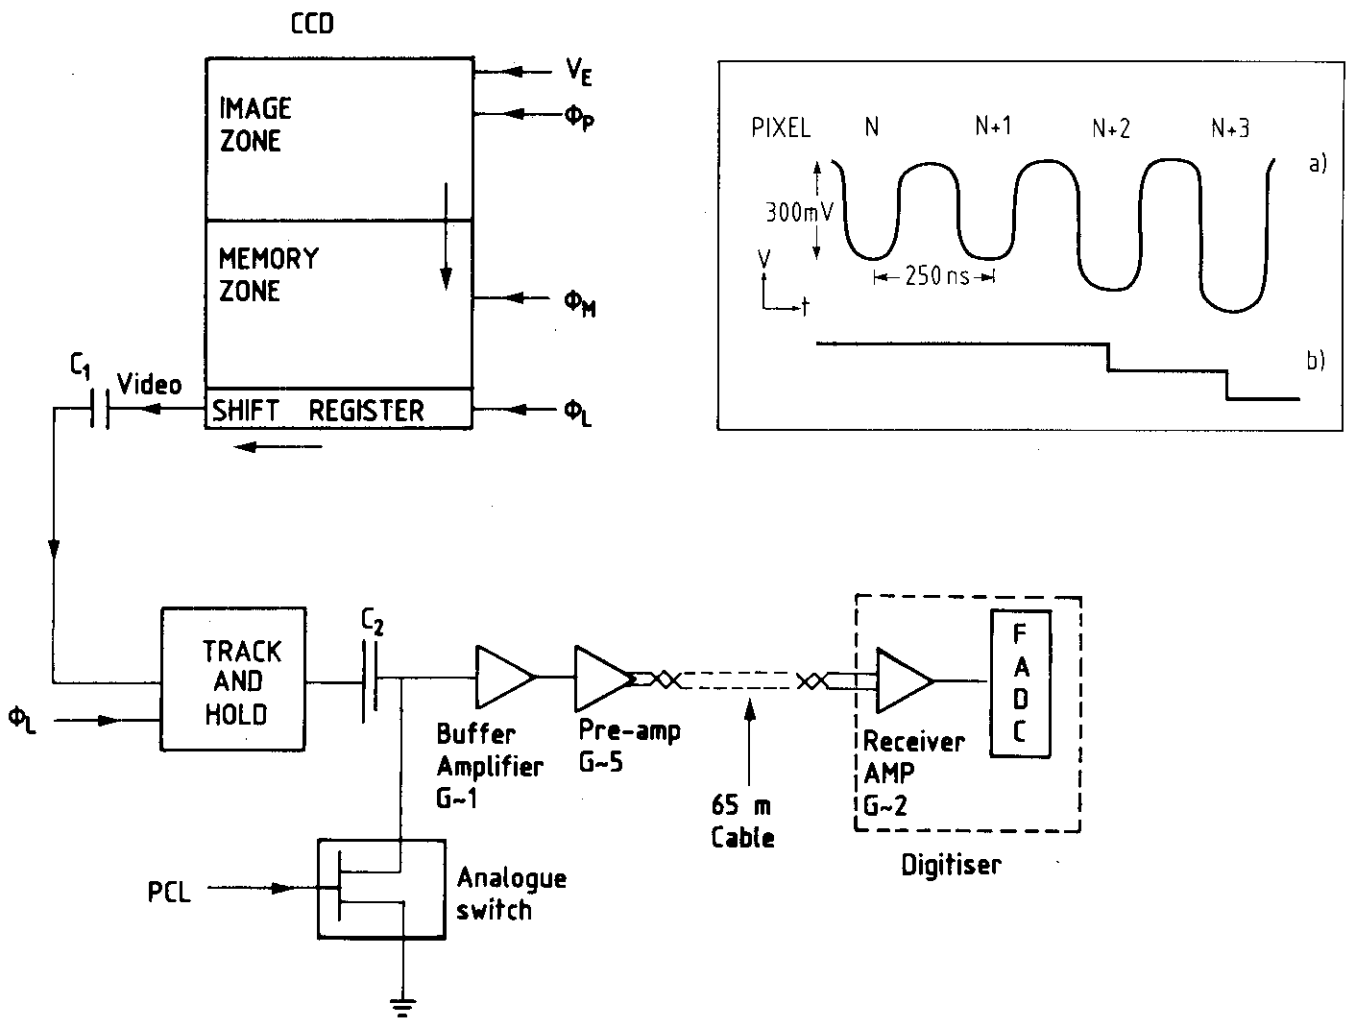 CCD
V_E
Φ_P
IMAGE
ZONE
MEMORY
ZONE
Φ_M
C_1
Video
SHIFT REGISTER
Φ_L
PIXEL N N+1 N+2 N+3
a)
300mV
250 ns
V
t
b)
TRACK
AND
HOLD
Φ_L
C_2
Buffer
Amplifier
G~1
Pre-amp
G~5
65 m
Cable
Receiver
AMP
G~2
F
A
D
C
Digitiser
PCL
Analogue
switch